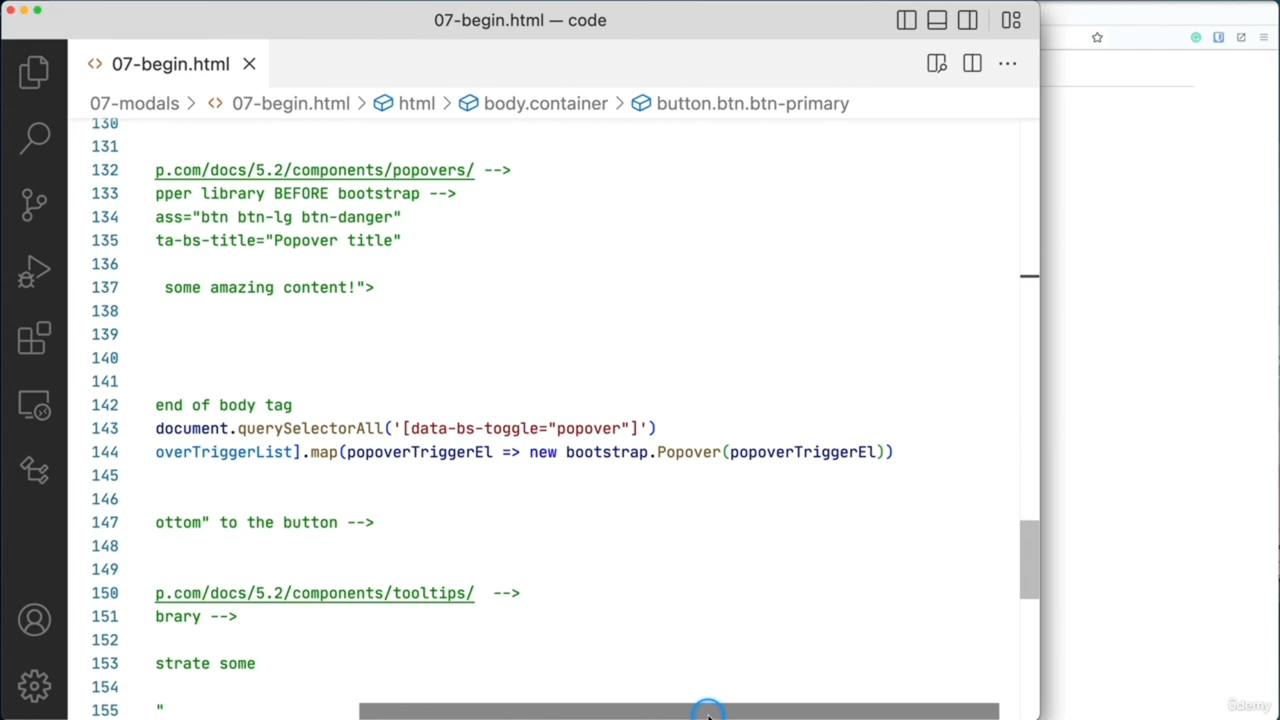 07-begin.html — code
07-begin.html
07-modals > 07-begin.html > html > body.container > button.btn.btn-primary
130
131
132 p.com/docs/5.2/components/popovers/ -->
133 pper library BEFORE bootstrap -->
134 ass="btn btn-lg btn-danger"
135 ta-bs-title="Popover title"
136
137 some amazing content!">
138
139
140
141
142 end of body tag
143 document.querySelectorAll('[data-bs-toggle="popover"]')
144 overTriggerList].map(popoverTriggerEl => new bootstrap.Popover(popoverTriggerEl))
145
146
147 ottom" to the button -->
148
149
150 p.com/docs/5.2/components/tooltips/ -->
151 brary -->
152
153 strate some
154
155 "
ûdemy